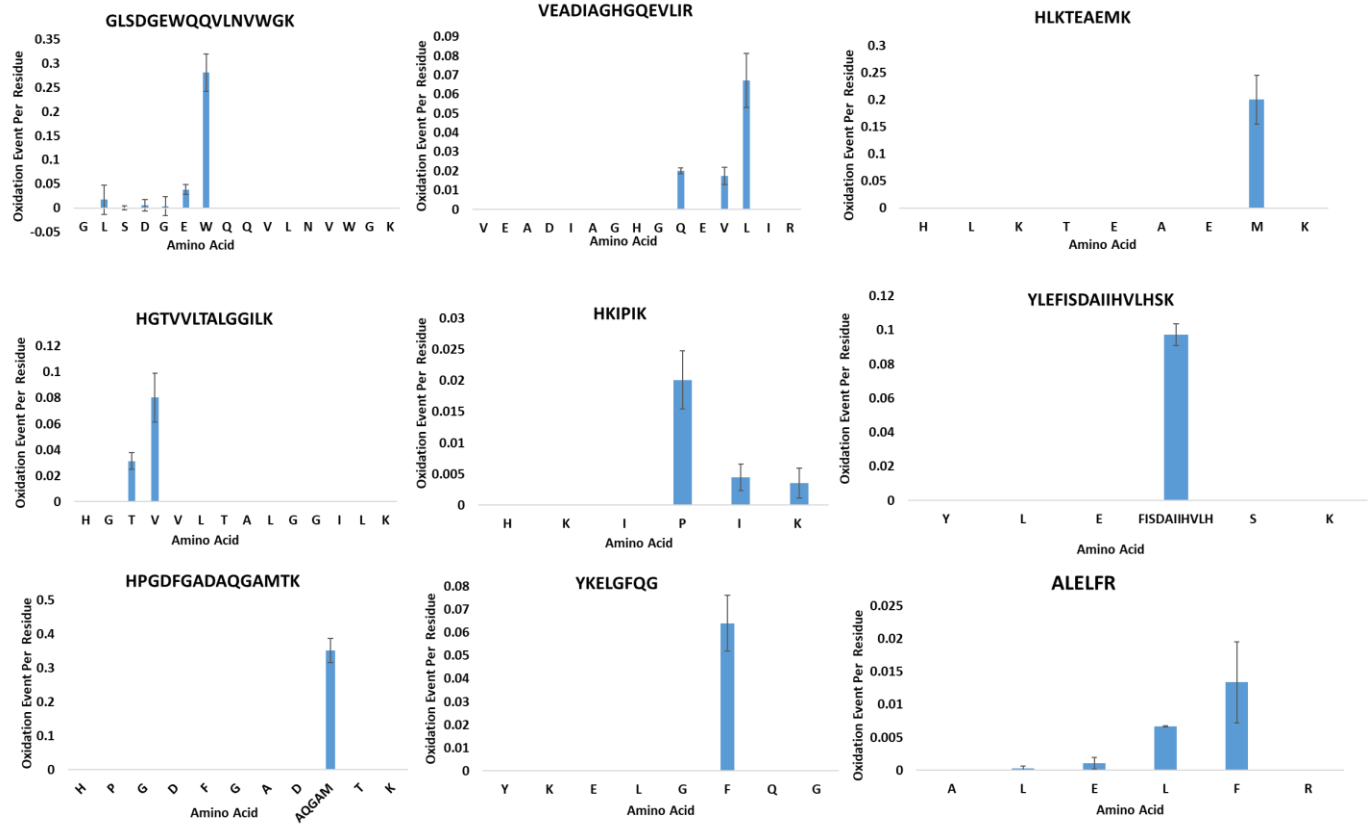 GLSDGEWQQVLNVWGK
Oxidation Event Per Residue
0.35
0.3
0.25
0.2
0.15
0.1
0.05
0
-0.05
G L S D G E W Q Q V L N V W G K
Amino Acid
VEADIAGHGQEVLIR
Oxidation Event Per Residue
0.09
0.08
0.07
0.06
0.05
0.04
0.03
0.02
0.01
0
V E A D I A G H G Q E V L I R
Amino Acid
HLKTEAEMK
Oxidation Event Per Residue
0.3
0.25
0.2
0.15
0.1
0.05
0
H L K T E A E M K
Amino Acid
HGTVVLTALGGILK
Oxidation Event Per Residue
0.12
0.1
0.08
0.06
0.04
0.02
0
H G T V V L T A L G G I L K
Amino Acid
HKIPIK
Oxidation Event Per Residue
0.03
0.025
0.02
0.015
0.01
0.005
0
H K I P I K
Amino Acid
YLEFISDAIIHVLHSK
Oxidation Event Per Residue
0.12
0.1
0.08
0.06
0.04
0.02
0
Y L E FISDAIIHVLH S K
Amino Acid
HPGDFGADAQGAMTK
Oxidation Event Per Residue
0.5
0.4
0.3
0.2
0.1
0
H P G D F G A D AQGAM T K
Amino Acid
YKELGFQG
Oxidation Event Per Residue
0.08
0.07
0.06
0.05
0.04
0.03
0.02
0.01
0
Y K E L G F Q G
Amino Acid
ALELFR
Oxidation Event Per Residue
0.025
0.02
0.015
0.01
0.005
0
A L E L F R
Amino Acid